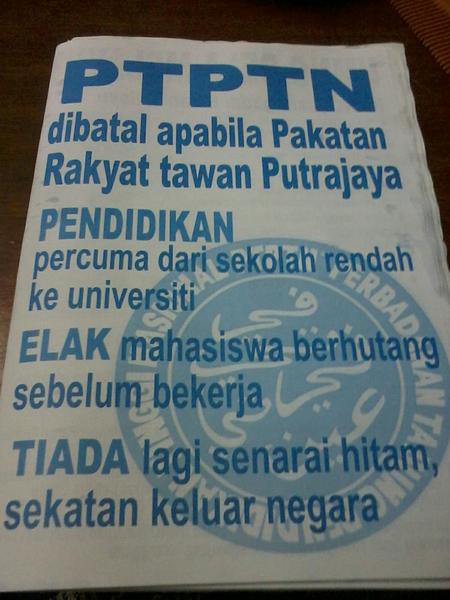 PTPTN
dibatal apabila Pakatan
Rakyat tawan Putrajaya
PENDIDIKAN
percuma dari sekolah rendah
ke universiti
ELAK mahasiswa berhutang
sebelum bekerja
TIADA lagi senarai hitam,
sekatan keluar negara